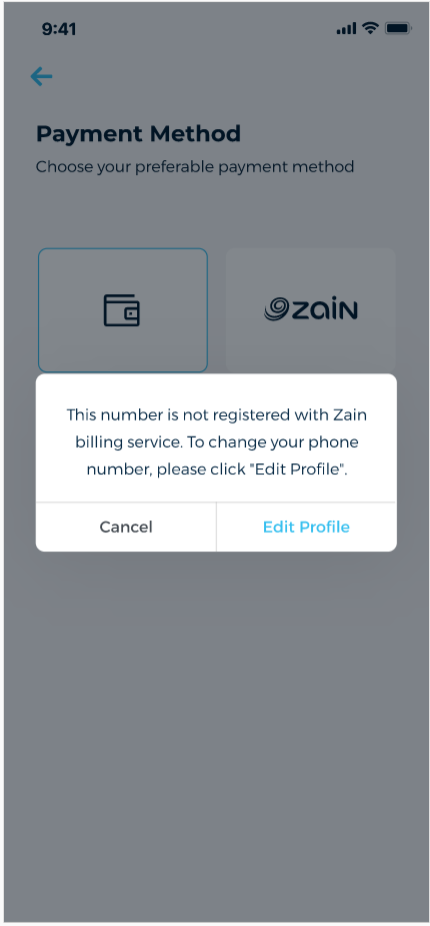 9:41
Payment Method
Choose your preferable payment method
zain
This number is not registered with Zain
billing service. To change your phone
number, please click "Edit Profile".
Cancel
Edit Profile